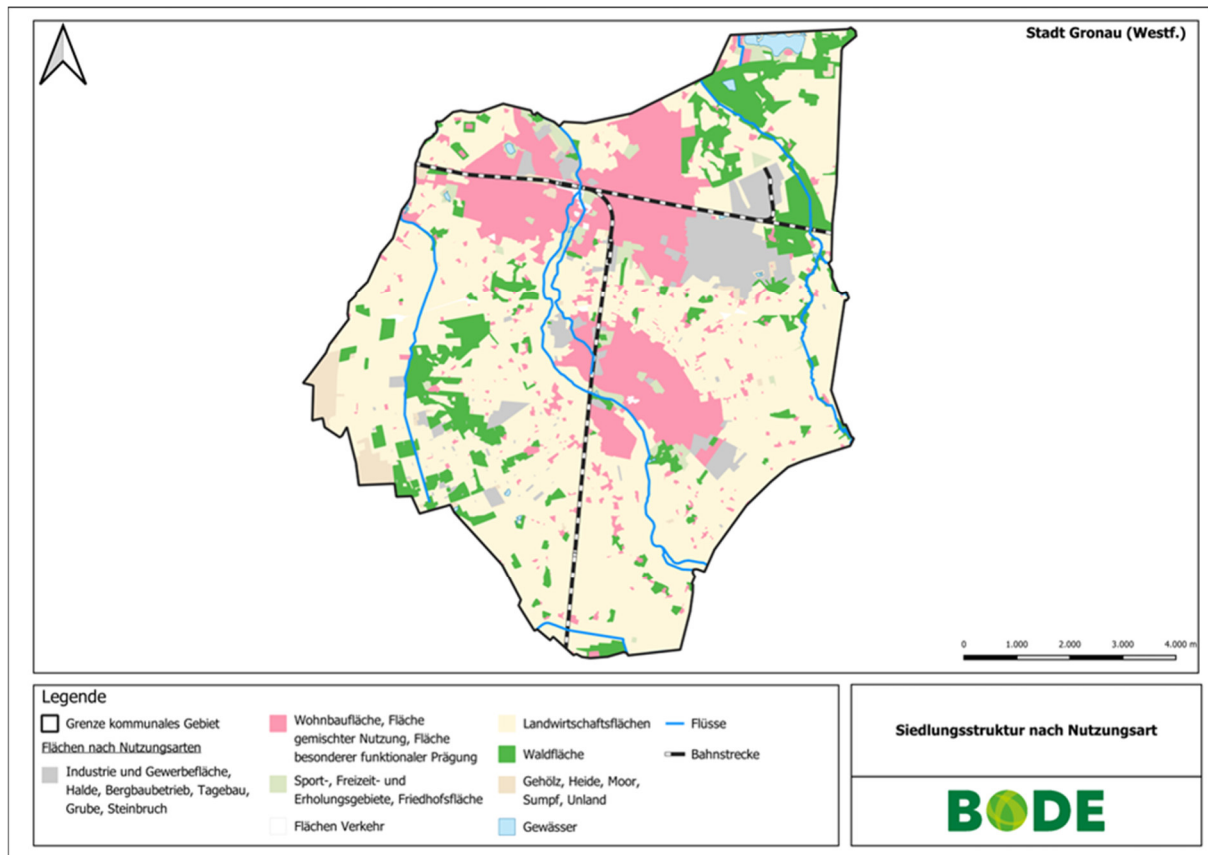 Stadt Gronau (Westf.)
0 1.000 2.000 3.000 4.000 m
Legende
Grenze kommunales Gebiet
Flächen nach Nutzungsarten
Industrie und Gewerbefläche,
Halde, Bergbaubetrieb, Tagebau,
Grube, Steinbruch
Wohnbaufläche, Fläche
gemischter Nutzung, Fläche
besonderer funktionaler Prägung
Sport-, Freizeit- und
Erholungsgebiete, Friedhofsfläche
Flächen Verkehr
Landwirtschaftsflächen
Waldfläche
Gehölz, Heide, Moor,
Sumpf, Unland
Gewässer
Flüsse
Bahnstrecke
Siedlungsstruktur nach Nutzungsart
BODE